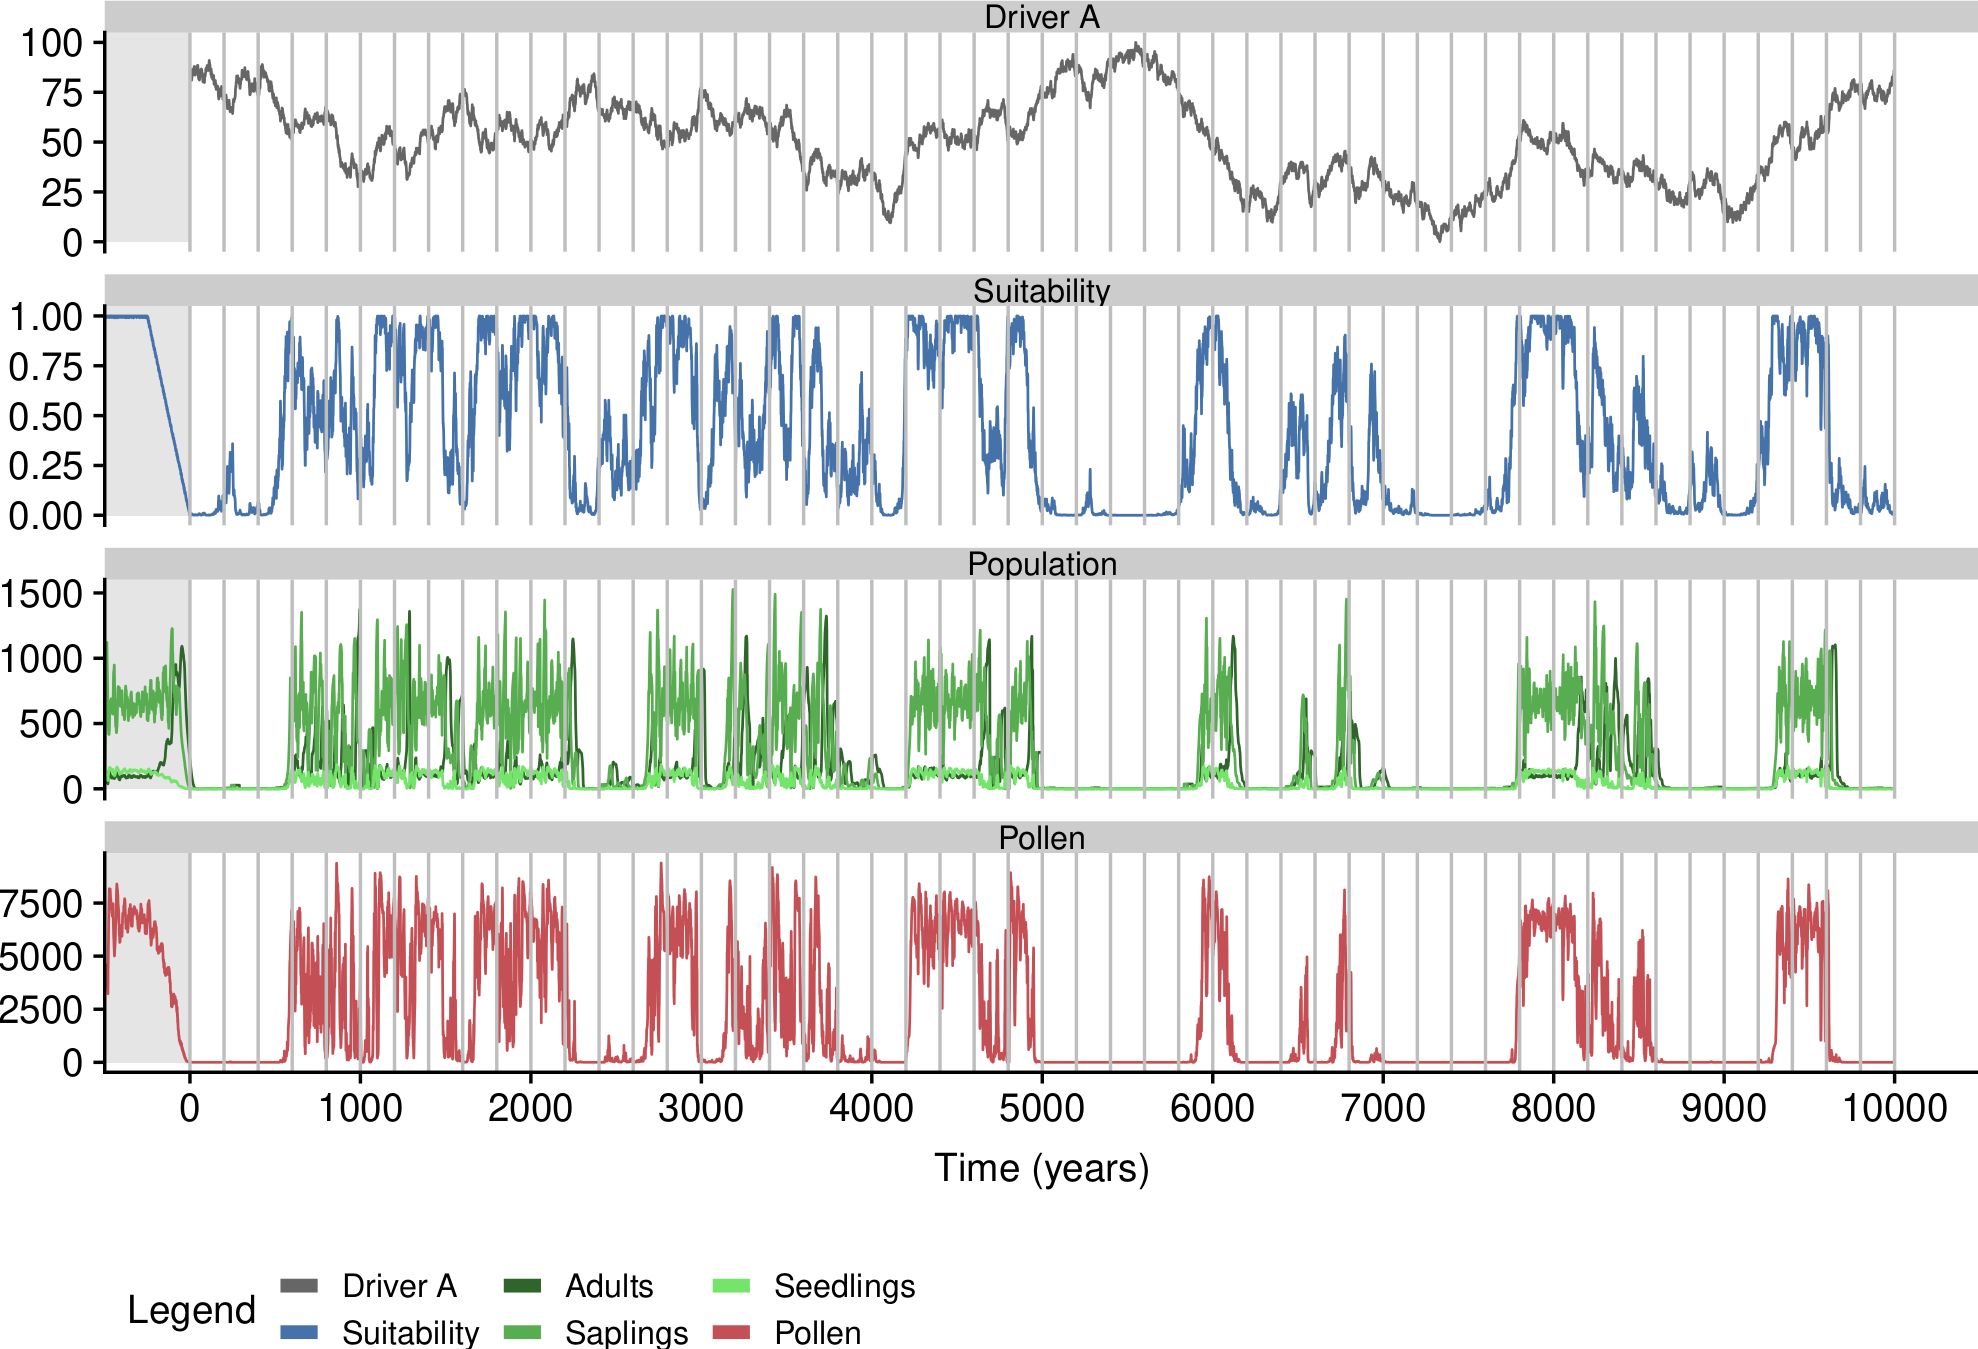 Driver A
100
75
50
25
0
Suitability
1.00
0.75
0.50
0.25
0.00
Population
1500
1000
500
0
Pollen
7500
5000
2500
0
0 1000 2000 3000 4000 5000 6000 7000 8000 9000 10000
Time (years)
Legend
Driver A Adults Seedlings
Suitability Saplings Pollen